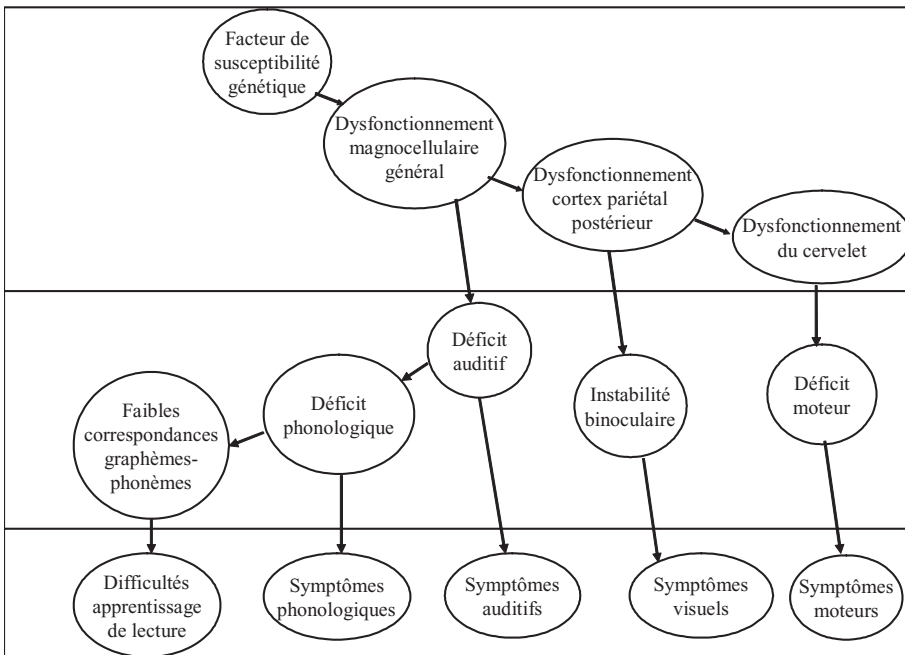 Facteur de
susceptibilité
génétique
Dysfonctionnement
magnocellulaire
général
Dysfonctionnement
cortex pariétal
postérieur
Dysfonctionnement
du cervelet
Déficit
auditif
Déficit
phonologique
Faibles
correspondances
graphèmes-
phonèmes
Instabilité
binoculaire
Déficit
moteur
Difficultés
apprentissage
de lecture
Symptômes
phonologiques
Symptômes
auditifs
Symptômes
visuels
Symptômes
moteurs